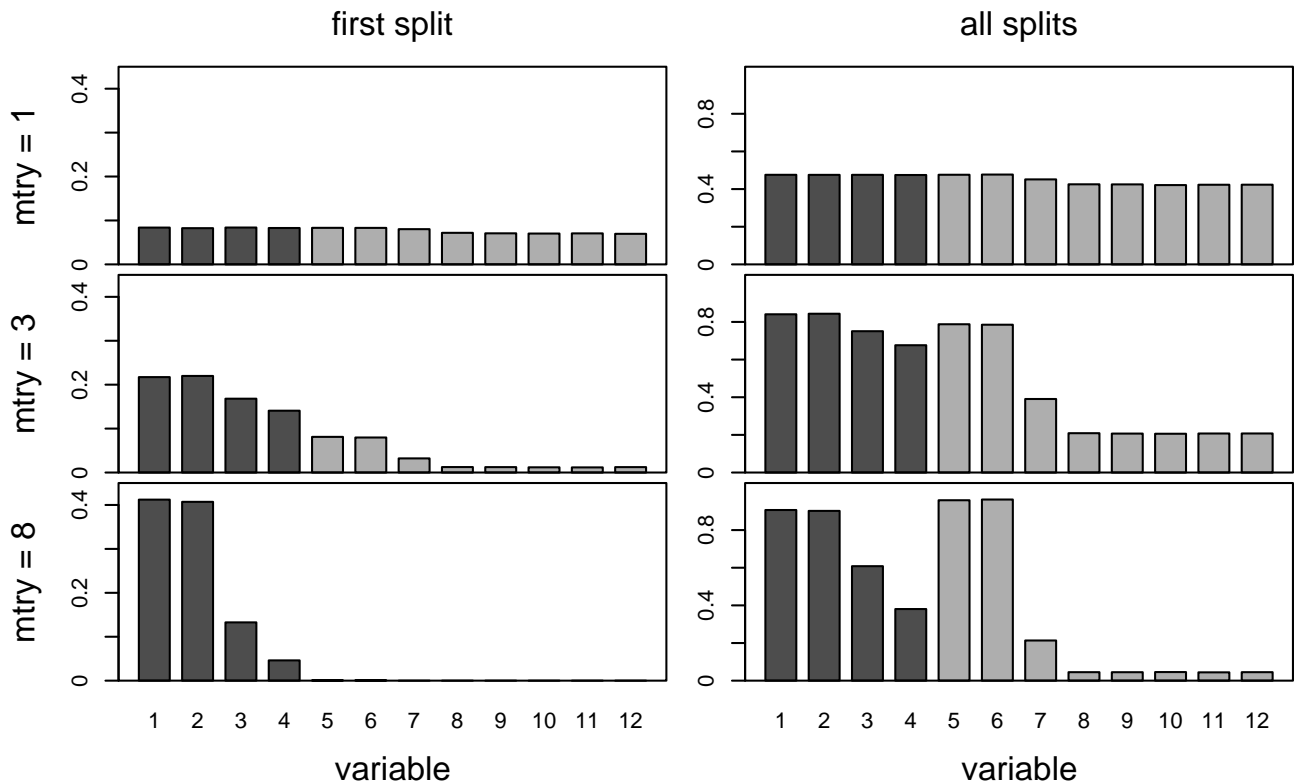 first split
all splits
mtry = 1
0 0.2 0.4
0 0.4 0.8
mtry = 3
0 0.2 0.4
0 0.4 0.8
mtry = 8
0 0.2 0.4
0 0.4 0.8
1 2 3 4 5 6 7 8 9 10 11 12
1 2 3 4 5 6 7 8 9 10 11 12
variable
variable